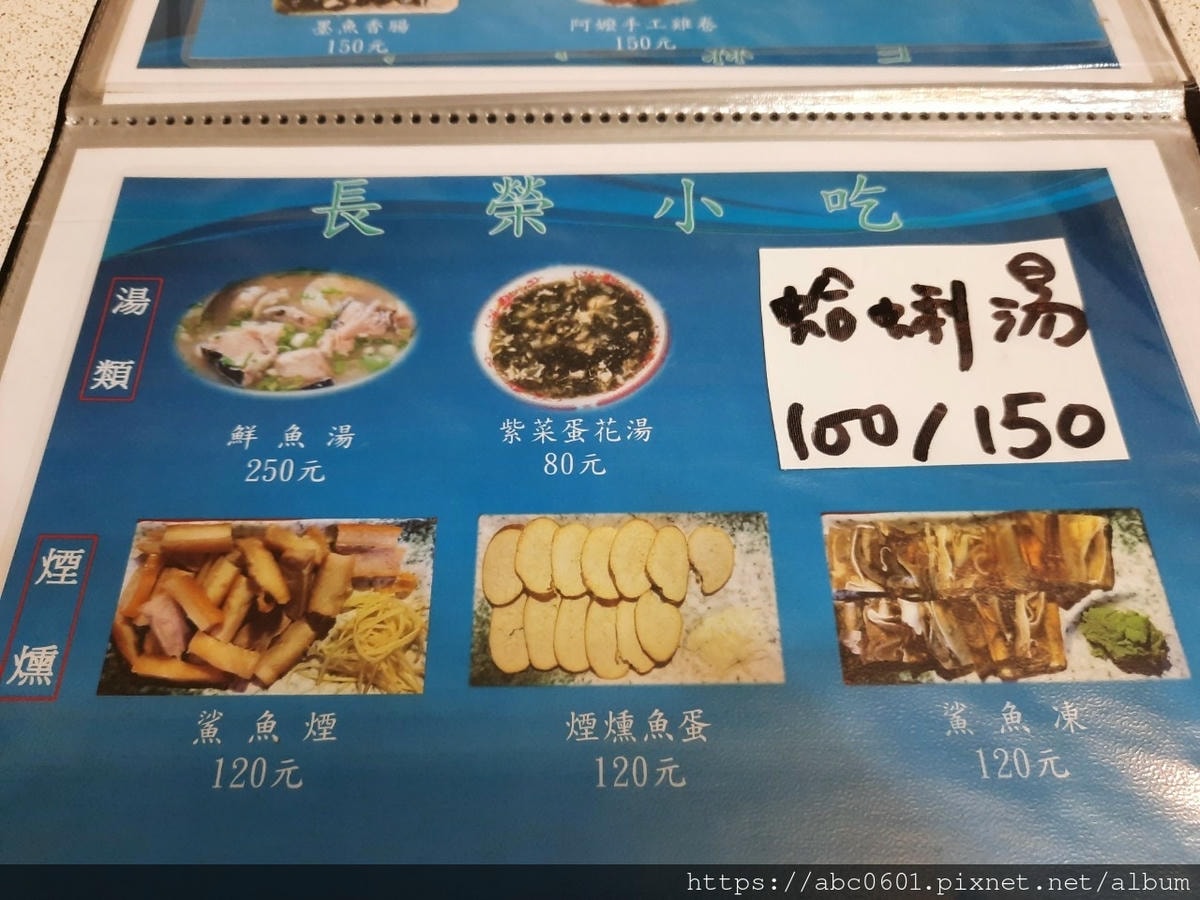 墨魚香腸
150元
阿嬤手工雞卷
150元
長榮小吃
湯類
鮮魚湯
250元
紫菜蛋花湯
80元
蛤蜊湯
100/150
煙燻
鯊魚煙
120元
煙燻魚蛋
120元
鯊魚凍
120元
https://abc0601.pixnet.net/album